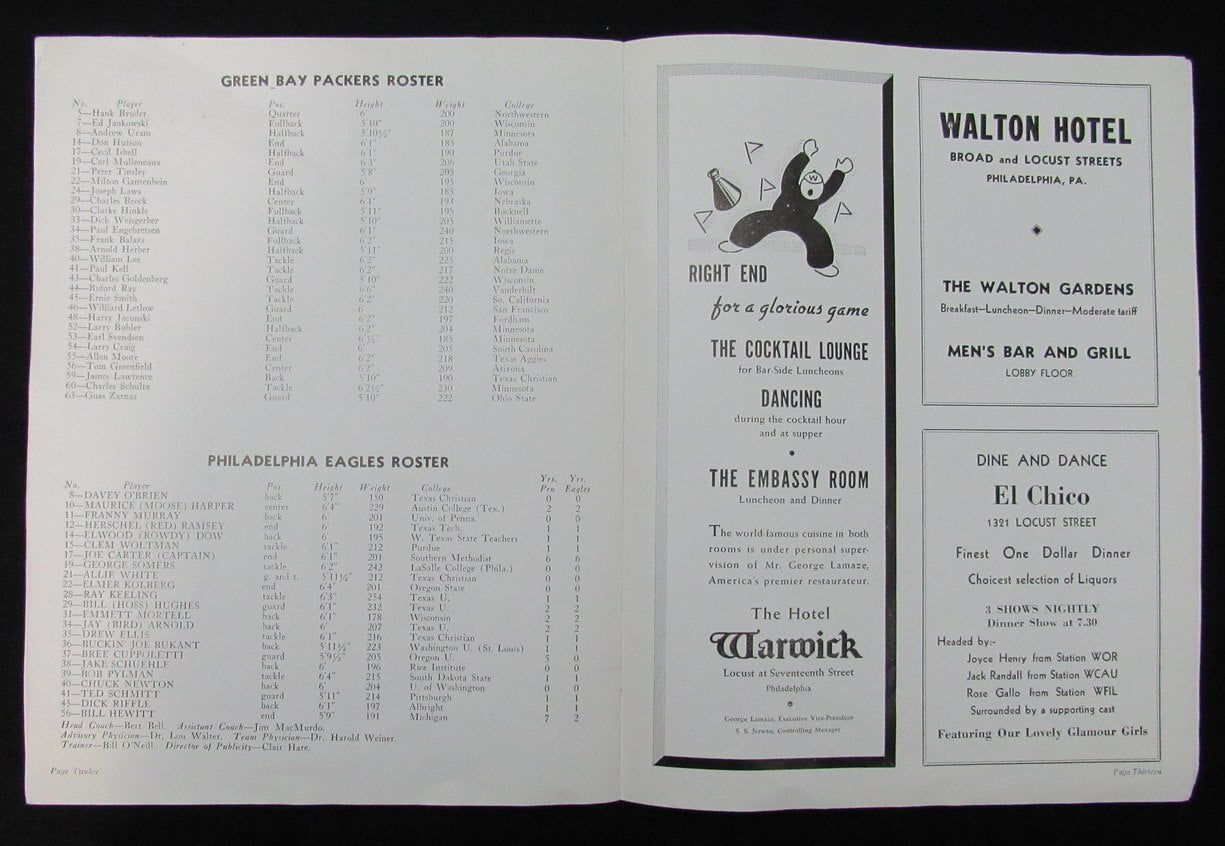 GREEN BAY PACKERS ROSTER
No. Player Pos. Height Weight College
5—Hank Bruder Quarter 6' 200 Northwestern
7—Ed Jankowski Fullback 5'10" 200 Wisconsin
8—Andrew Uram Halfback 5'10½" 187 Minnesota
14—Don Hutson End 6'1" 185 Alabama
17—Cecil Isbell Halfback 6'1" 190 Purdue
19—Carl Mulleneaux End 6'3" 206 Utah State
21—Peter Tinsley Guard 5'8" 205 Georgia
22—Milton Gantenbein End 6' 195 Wisconsin
24—Joseph Laws Halfback 5'9" 185 Iowa
29—Charles Brock Center 6'1" 193 Nebraska
30—Clarke Hinkle Fullback 5'11" 195 Bucknell
33—Dick Weisgerber Halfback 5'10" 205 Williamette
34—Paul Engebretsen Guard 6'1" 240 Northwestern
35—Frank Balazs Fullback 6'2" 215 Iowa
38—Arnold Herber Halfback 5'11" 200 Regis
40—William Lee Tackle 6'2" 225 Alabama
41—Paul Kell Tackle 6'2" 217 Notre Dame
43—Charles Goldenberg Guard 5'10" 222 Wisconsin
44—Buford Ray Tackle 6'6" 240 Vanderbilt
45—Ernie Smith Tackle 6'2" 220 So. California
46—Williard Letlow Guard 6' 212 San Francisco
48—Harry Jacunski End 6'2" 197 Fordham
52—Larry Buhler Halfback 6'2" 204 Minnesota
53—Earl Svendsen Center 6'½" 185 Minnesota
54—Larry Craig End 6' 205 South Carolina
55—Allen Moore End 6'2" 218 Texas Aggies
56—Tom Greenfield Center 6'2" 209 Arizona
59—James Lawrence Back 5'10" 190 Texas Christian
60—Charles Schultz Tackle 6'2½" 230 Minnesota
63—Guas Zarnas Guard 5'10" 222 Ohio State
PHILADELPHIA EAGLES ROSTER
No. Player Pos. Height Weight College Yrs. Pro Yrs. Eagles
8—DAVEY O'BRIEN back 5'7" 150 Texas Christian 0 0
10—MAURICE (MOOSE) HARPER center 6'4" 229 Austin College (Tex.) 2 2
11—FRANNY MURRAY back 6' 201 Univ. of Penna. 0 0
12—HERSCHEL (RED) RAMSEY end 6' 192 Texas Tech. 1 1
14—ELWOOD (ROWDY) DOW back 6' 195 W. Texas State Teachers 1 1
15—CLEM WOLTMAN tackle 6'1" 212 Purdue 1 1
17—JOE CARTER (CAPTAIN) end 6'1" 201 Southern Methodist 6 6
19—GEORGE SOMERS tackle 6'2" 242 LaSalle College (Phila.) 0 0
21—ALLIE WHITE g. and t. 5'11½" 212 Texas Christian 0 0
22—ELMER KOLBERG end 6'4" 201 Oregon State 0 0
28—RAY KEELING tackle 6'3" 254 Texas U. 1 1
29—BILL (HOSS) HUGHES guard 6'1" 232 Texas U. 2 2
31—EMMETT MORTELL back 6'1" 178 Wisconsin 2 2
34—JAY (BIRD) ARNOLD back 6' 207 Texas U. 2 2
35—DREW ELLIS tackle 6'1" 216 Texas Christian 1 1
36—BUCKIN' JOE BUKANT back 5'11½" 223 Washington U. (St. Louis) 1 1
37—BREE CUPPOLETTI guard 5'9½" 205 Oregon U. 5 0
38—JAKE SCHUEHLE back 6' 196 Rice Institute 0 0
39—BOB PYLMAN tackle 6'4" 215 South Dakota State 1 1
40—CHUCK NEWTON back 6' 204 U. of Washington 0 0
41—TED SCHMITT guard 5'11" 214 Pittsburgh 1 1
45—DICK RIFFLE back 6'1" 197 Albright 1 1
56—BILL HEWITT end 5'9" 191 Michigan 7 2
Head Coach—Bert Bell. Assistant Coach—Jim MacMurdo.
Advisory Physician—Dr. Lou Walter. Team Physician—Dr. Harold Weiner.
Trainer—Bill O'Neill. Director of Publicity—Clair Hare.
Page Twelve
W
RIGHT END
for a glorious game
THE COCKTAIL LOUNGE
for Bar-Side Luncheons
DANCING
during the cocktail hour
and at supper
THE EMBASSY ROOM
Luncheon and Dinner
The world-famous cuisine in both
rooms is under personal super-
vision of Mr. George Lamaze,
America's premier restaurateur.
The Hotel
Warwick
Locust at Seventeenth Street
Philadelphia
George Lamaze, Executive Vice-President
S. S. Jerwan, Controlling Manager
WALTON HOTEL
BROAD and LOCUST STREETS
PHILADELPHIA, PA.
THE WALTON GARDENS
Breakfast—Luncheon—Dinner—Moderate tariff
MEN'S BAR AND GRILL
LOBBY FLOOR
DINE AND DANCE
El Chico
1321 LOCUST STREET
Finest One Dollar Dinner
Choicest selection of Liquors
3 SHOWS NIGHTLY
Dinner Show at 7.30
Headed by:-
Joyce Henry from Station WOR
Jack Randall from Station WCAU
Rose Gallo from Station WFIL
Surrounded by a supporting cast
Featuring Our Lovely Glamour Girls
Page Thirteen